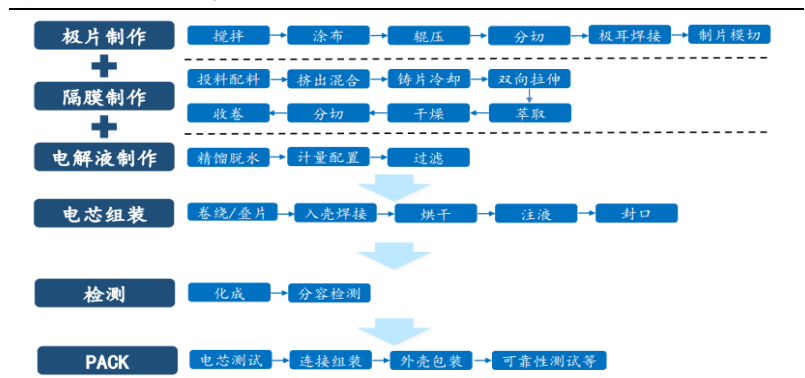 极片制作 搅拌 涂布 辊压 分切 极耳焊接 制片模切
投料配料 挤出混合 铸片冷却 双向拉伸
隔膜制作
收卷 分切 干燥 萃取
电解液制作 精馏脱水 计量配置 过滤
电芯组装 卷绕/叠片 入壳焊接 烘干 注液 封口
检测 化成 分容检测
PACK 电芯测试 连接组装 外壳包装 可靠性测试等